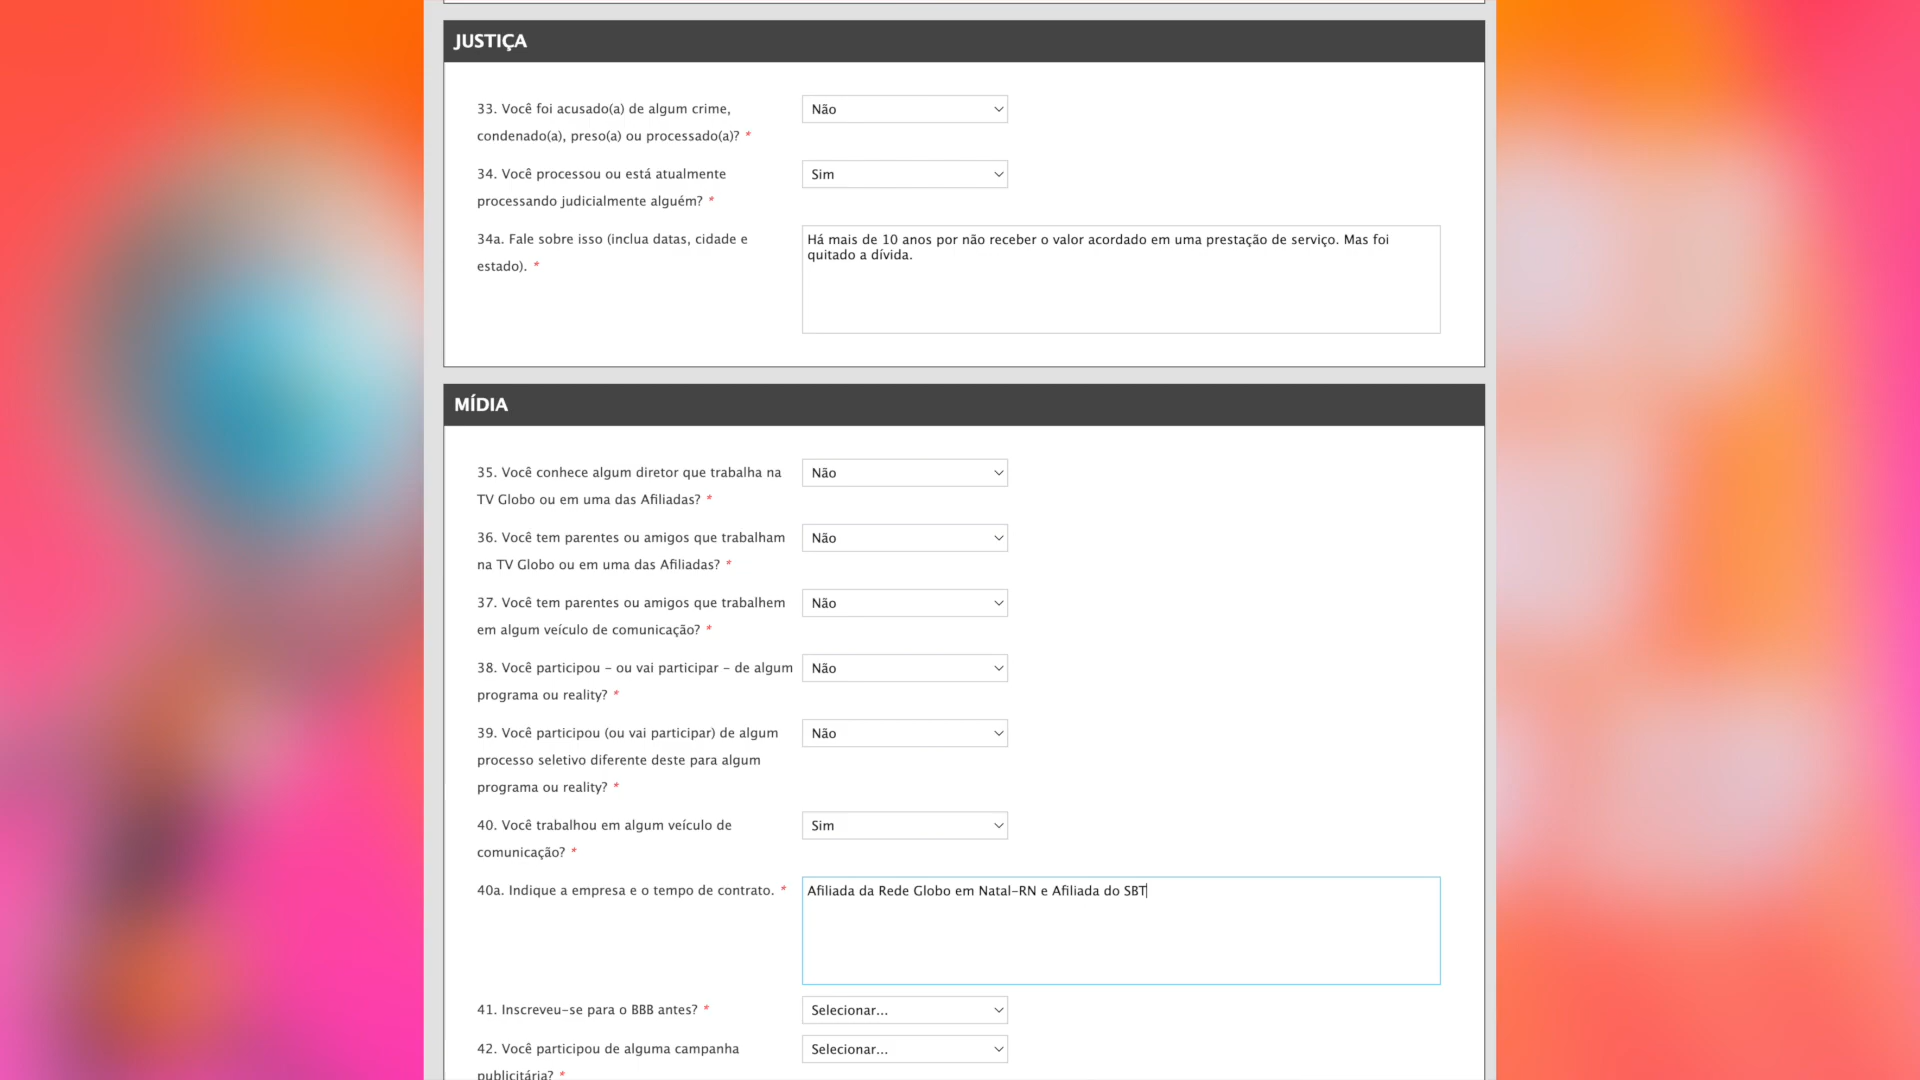 JUSTIÇA
33. Você foi acusado(a) de algum crime,
condenado(a), preso(a) ou processado(a)? *
Não
34. Você processou ou está atualmente
processando judicialmente alguém? *
Sim
34a. Fale sobre isso (inclua datas, cidade e
estado). *
Há mais de 10 anos por não receber o valor acordado em uma prestação de serviço. Mas foi
quitado a dívida.
MÍDIA
35. Você conhece algum diretor que trabalha na
TV Globo ou em uma das Afiliadas? *
Não
36. Você tem parentes ou amigos que trabalham
na TV Globo ou em uma das Afiliadas? *
Não
37. Você tem parentes ou amigos que trabalhem
em algum veículo de comunicação? *
Não
38. Você participou - ou vai participar - de algum
programa ou reality? *
Não
39. Você participou (ou vai participar) de algum
processo seletivo diferente deste para algum
programa ou reality? *
Não
40. Você trabalhou em algum veículo de
comunicação? *
Sim
40a. Indique a empresa e o tempo de contrato. *
Afiliada da Rede Globo em Natal-RN e Afiliada do SBT
41. Inscreveu-se para o BBB antes? *
Selecionar...
42. Você participou de alguma campanha
publicitária? *
Selecionar...